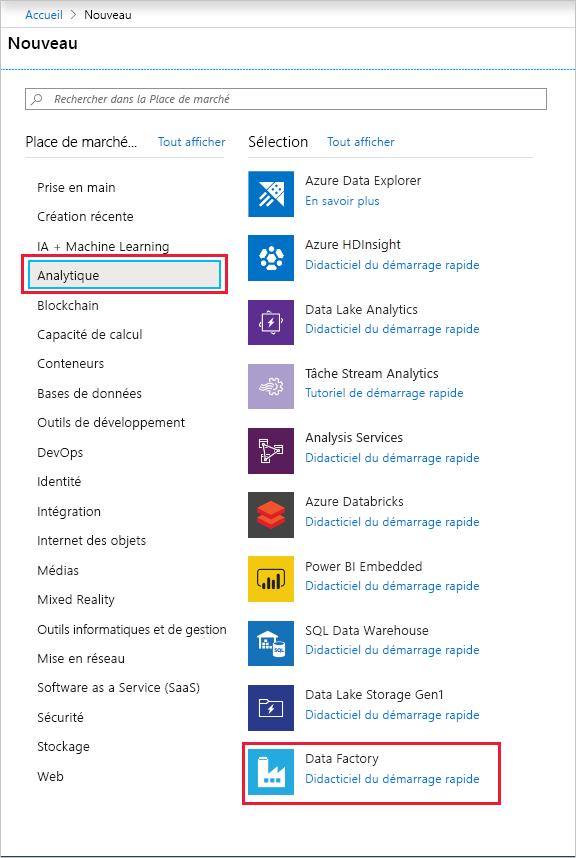 Accueil > Nouveau
Nouveau
Rechercher dans la Place de marché
Place de marché... Tout afficher
Prise en main
Création récente
IA + Machine Learning
Analytique
Blockchain
Capacité de calcul
Conteneurs
Bases de données
Outils de développement
DevOps
Identité
Intégration
Internet des objets
Médias
Mixed Reality
Outils informatiques et de gestion
Mise en réseau
Software as a Service (SaaS)
Sécurité
Stockage
Web
Sélection Tout afficher
Azure Data Explorer
En savoir plus
Azure HDInsight
Didacticiel du démarrage rapide
Data Lake Analytics
Didacticiel du démarrage rapide
Tâche Stream Analytics
Tutoriel de démarrage rapide
Analysis Services
Didacticiel du démarrage rapide
Azure Databricks
Didacticiel du démarrage rapide
Power BI Embedded
Didacticiel du démarrage rapide
SQL Data Warehouse
SQL
Didacticiel du démarrage rapide
Data Lake Storage Gen1
Didacticiel du démarrage rapide
Data Factory
Didacticiel du démarrage rapide